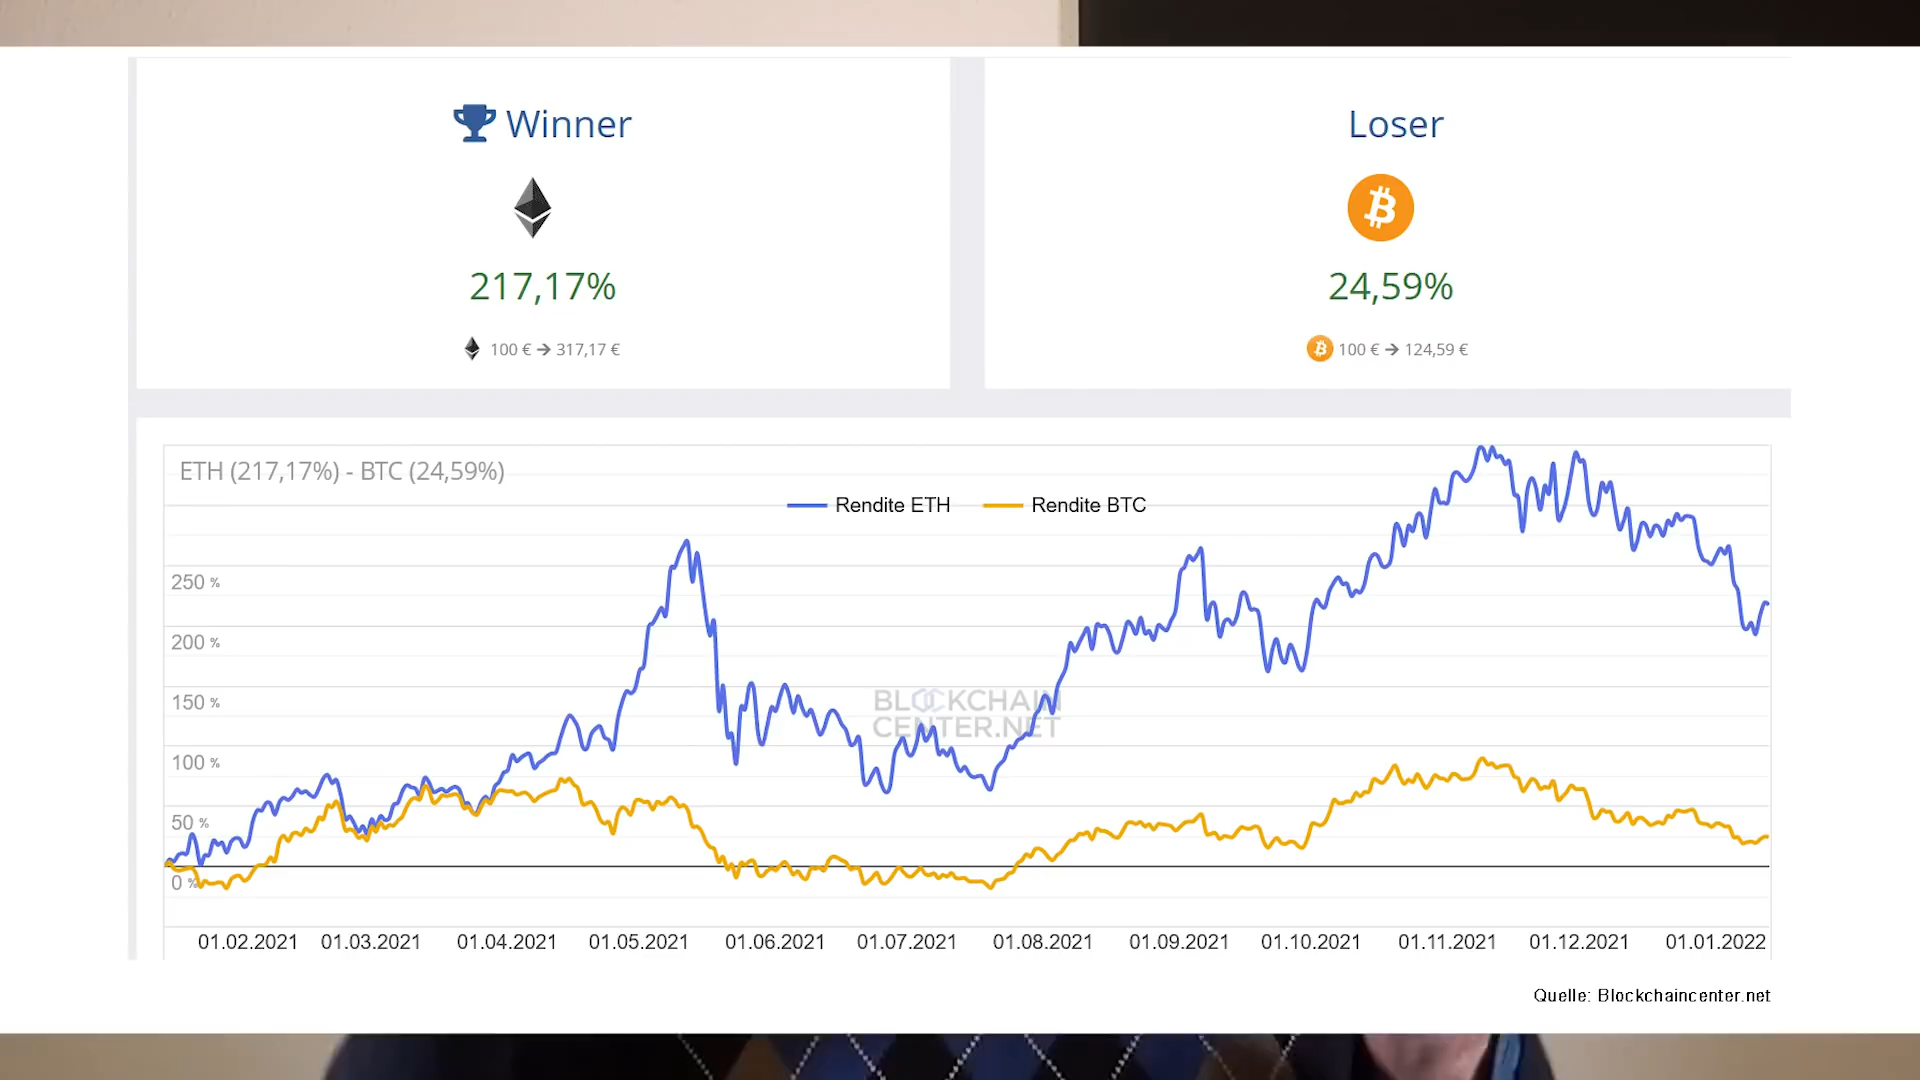 Winner
217,17%
100 € → 317,17 €
Loser
24,59%
100 € → 124,59 €
ETH (217,17%) - BTC (24,59%)
Rendite ETH
Rendite BTC
250 %
200 %
150 %
100 %
50 %
0 %
BLOCKCHAIN
CENTER.NET
01.02.2021 01.03.2021 01.04.2021 01.05.2021 01.06.2021 01.07.2021 01.08.2021 01.09.2021 01.10.2021 01.11.2021 01.12.2021 01.01.2022
Quelle: Blockchaincenter.net